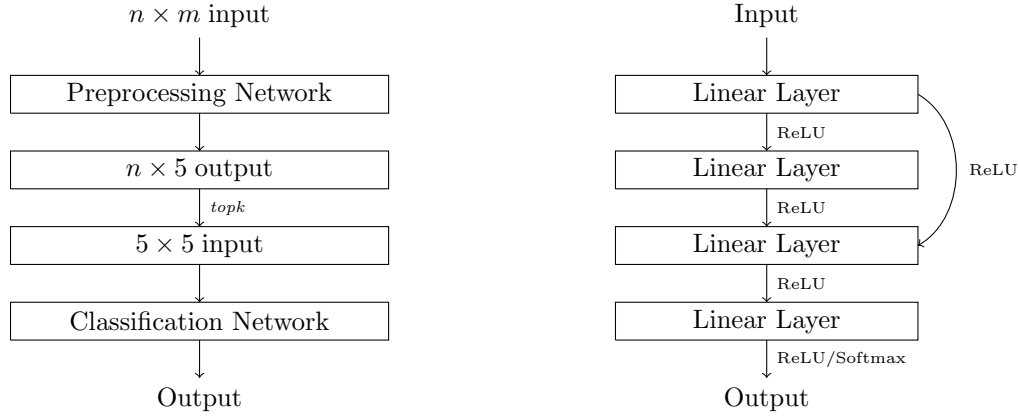 n × m input
Preprocessing Network
n × 5 output
topk
5 × 5 input
Classification Network
Output
Input
Linear Layer
ReLU
Linear Layer
ReLU
ReLU
Linear Layer
ReLU
Linear Layer
ReLU/Softmax
Output